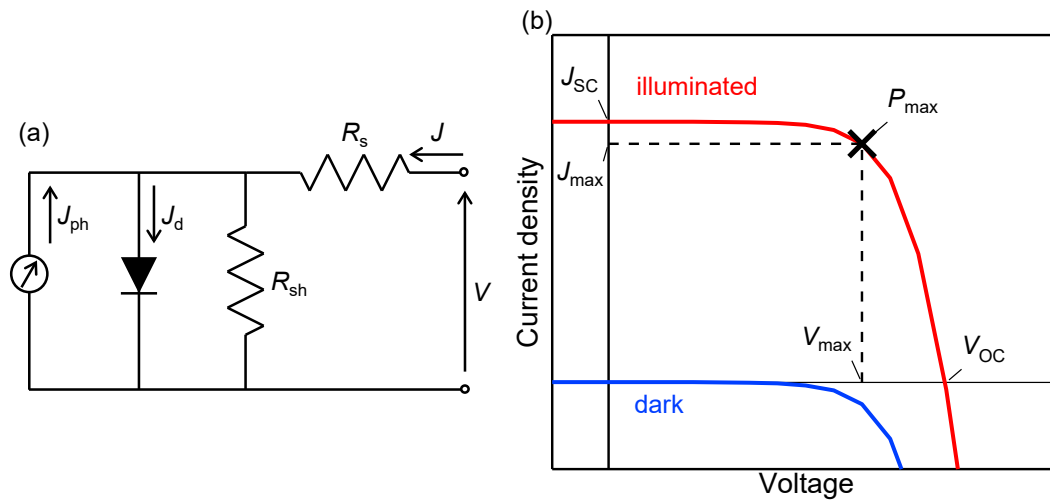 (a)
R_s
J
J_ph
J_d
R_sh
V
(b)
J_SC
illuminated
P_max
J_max
Current density
V_max
V_OC
dark
Voltage